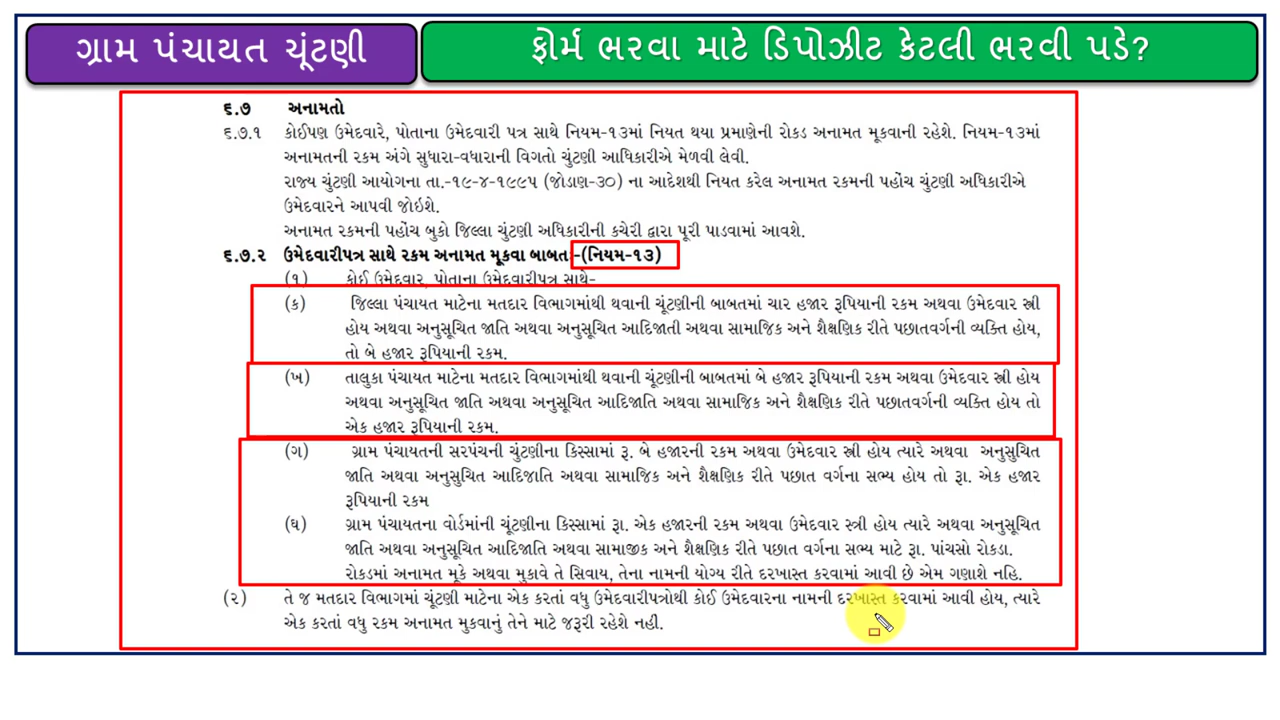 ગ્રામ પંચાયત ચૂંટણી
ફોર્મ ભરવા માટે ડિપોઝીટ કેટલી ભરવી પડે?
૬.૭ અનામતો
૬.૭.૧ કોઈપણ ઉમેદવારે, પોતાના ઉમેદવારી પત્ર સાથે નિયમ-૧૩માં નિયત થયા પ્રમાણેની રોકડ અનામત મૂકવાની રહેશે. નિયમ-૧૩માં
અનામતની રકમ અંગે સુધારા-વધારાની વિગતો ચુંટણી આધિકારીએ મેળવી લેવી.
રાજ્ય ચુંટણી આયોગના તા.-૧૯-૪-૧૯૯૫ (જોડાણ-૩૦) ના આદેશથી નિયત કરેલ અનામત રકમની પહોંચ ચુંટણી અધિકારીએ
ઉમેદવારને આપવી જોઇશે.
અનામત રકમની પહોંચ બુકો જિલ્લા ચુંટણી અધિકારીની કચેરી દ્વારા પૂરી પાડવામાં આવશે.
૬.૭.૨ ઉમેદવારીપત્ર સાથે રકમ અનામત મૂકવા બાબતઃ-(નિયમ-૧૩)
(૧) કોઈ ઉમેદવાર, પોતાના ઉમેદવારીપત્ર સાથે-
(ક) જિલ્લા પંચાયત માટેના મતદાર વિભાગમાંથી થવાની ચૂંટણીની બાબતમાં ચાર હજાર રૂપિયાની રકમ અથવા ઉમેદવાર સ્ત્રી
હોય અથવા અનુસૂચિત જાતિ અથવા અનુસૂચિત આદિજાતી અથવા સામાજિક અને શૈક્ષણિક રીતે પછાતવર્ગની વ્યક્તિ હોય,
તો બે હજાર રૂપિયાની રકમ.
(ખ) તાલુકા પંચાયત માટેના મતદાર વિભાગમાંથી થવાની ચૂંટણીની બાબતમાં બે હજાર રૂપિયાની રકમ અથવા ઉમેદવાર સ્ત્રી હોય
અથવા અનુસૂચિત જાતિ અથવા અનુસૂચિત આદિજાતિ અથવા સામાજિક અને શૈક્ષણિક રીતે પછાતવર્ગની વ્યક્તિ હોય તો
એક હજાર રૂપિયાની રકમ.
(ગ) ગ્રામ પંચાયતની સરપંચની ચુંટણીના કિસ્સામાં રૂ. બે હજારની રકમ અથવા ઉમેદવાર સ્ત્રી હોય ત્યારે અથવા અનુસુચિત
જાતિ અથવા અનુસુચિત આદિજાતિ અથવા સામાજિક અને શૈક્ષણિક રીતે પછાત વર્ગના સભ્ય હોય તો રૂા. એક હજાર
રૂપિયાની રકમ
(ઘ) ગ્રામ પંચાયતના વોર્ડમાંની ચૂંટણીના કિસ્સામાં રૂા. એક હજારની રકમ અથવા ઉમેદવાર સ્ત્રી હોય ત્યારે અથવા અનુસૂચિત
જાતિ અથવા અનુસૂચિત આદિજાતિ અથવા સામાજીક અને શૈક્ષણિક રીતે પછાત વર્ગના સભ્ય માટે રૂા. પાંચસો રોકડા.
રોકડમાં અનામત મૂકે અથવા મુકાવે તે સિવાય, તેના નામની યોગ્ય રીતે દરખાસ્ત કરવામાં આવી છે એમ ગણાશે નહિ.
(૨) તે જ મતદાર વિભાગમાં ચૂંટણી માટેના એક કરતાં વધુ ઉમેદવારીપત્રોથી કોઈ ઉમેદવારના નામની દરખાસ્ત કરવામાં આવી હોય, ત્યારે
એક કરતાં વધુ રકમ અનામત મુકવાનું તેને માટે જરૂરી રહેશે નહી.